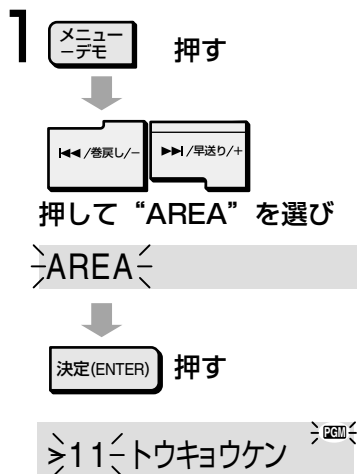 1
メニュー
－デモ
押す
⏮/巻戻し/−
⏭/早送り/+
押して“AREA”を選び
AREA
決定(ENTER)
押す
PGM
11 トウキョウケン